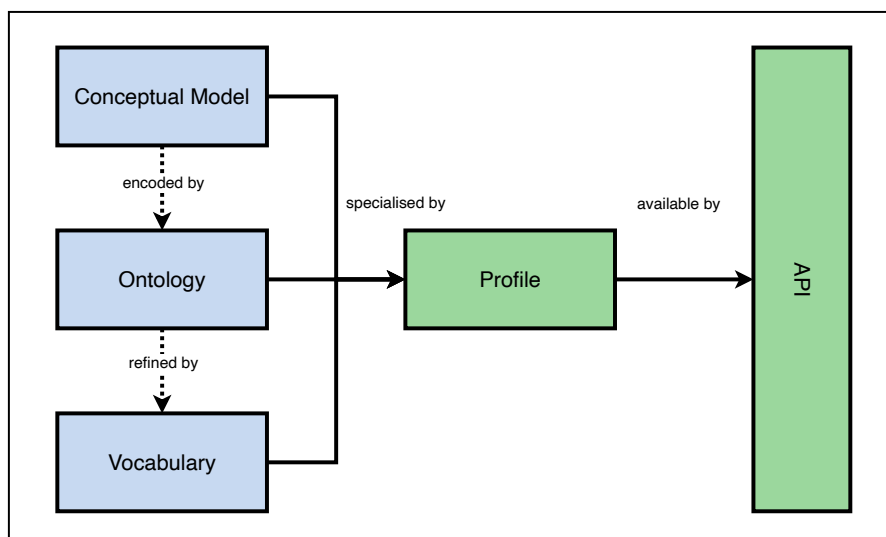 Conceptual Model
encoded by
specialised by
available by
Ontology
Profile
API
refined by
Vocabulary